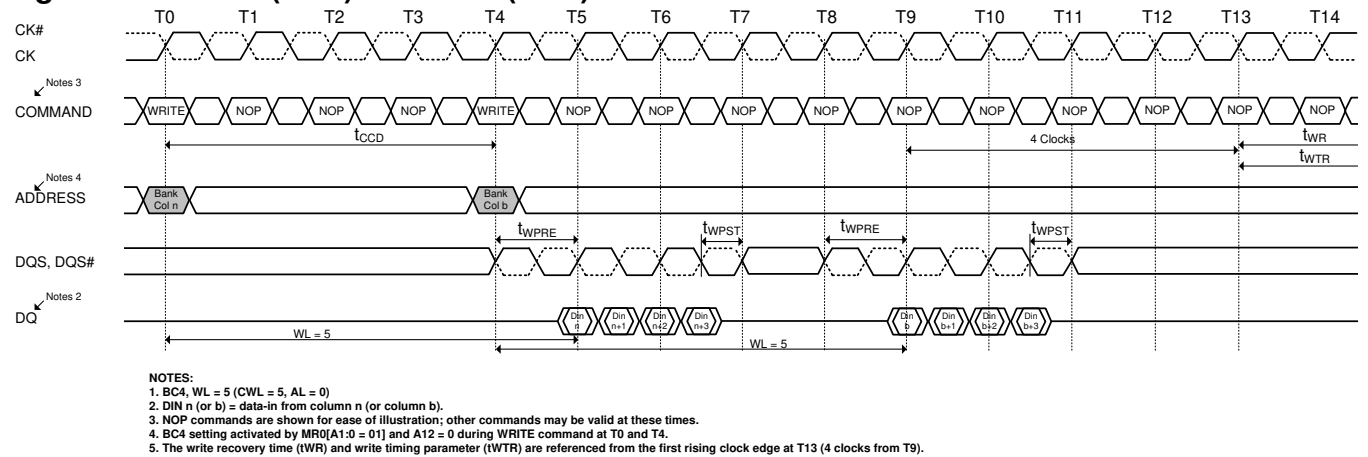 T0 T1 T2 T3 T4 T5 T6 T7 T8 T9 T10 T11 T12 T13 T14
CK#
CK
Notes 3
COMMAND WRITE NOP NOP NOP WRITE NOP NOP NOP NOP NOP NOP NOP NOP NOP NOP
tCCD 4 Clocks tWR
tWTR
Notes 4
ADDRESS Bank Col n Bank Col b
tWPRE tWPST tWPRE tWPST
DQS, DQS#
Notes 2
DQ Din n Din n+1 Din n+2 Din n+3 Din b Din b+1 Din b+2 Din b+3
WL = 5 WL = 5
NOTES:
1. BC4, WL = 5 (CWL = 5, AL = 0)
2. DIN n (or b) = data-in from column n (or column b).
3. NOP commands are shown for ease of illustration; other commands may be valid at these times.
4. BC4 setting activated by MR0[A1:0 = 01] and A12 = 0 during WRITE command at T0 and T4.
5. The write recovery time (tWR) and write timing parameter (tWTR) are referenced from the first rising clock edge at T13 (4 clocks from T9).